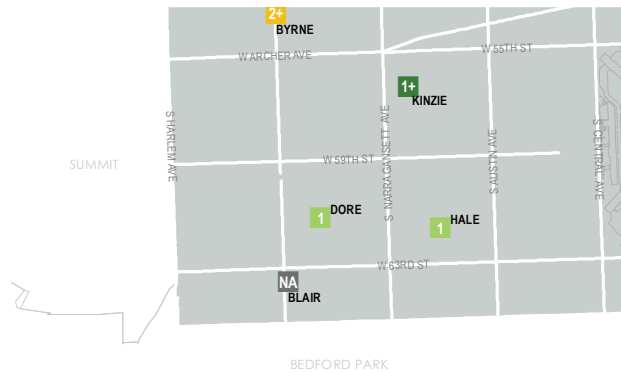 2+
BYRNE
W ARCHER AVE
W 55TH ST
1+
KINZIE
S HARLEM AVE
S NARRAGANSETT AVE
S AUSTIN AVE
S CENTRAL AVE
SUMMIT
W 59TH ST
1
DORE
1
HALE
W 63RD ST
NA
BLAIR
BEDFORD PARK